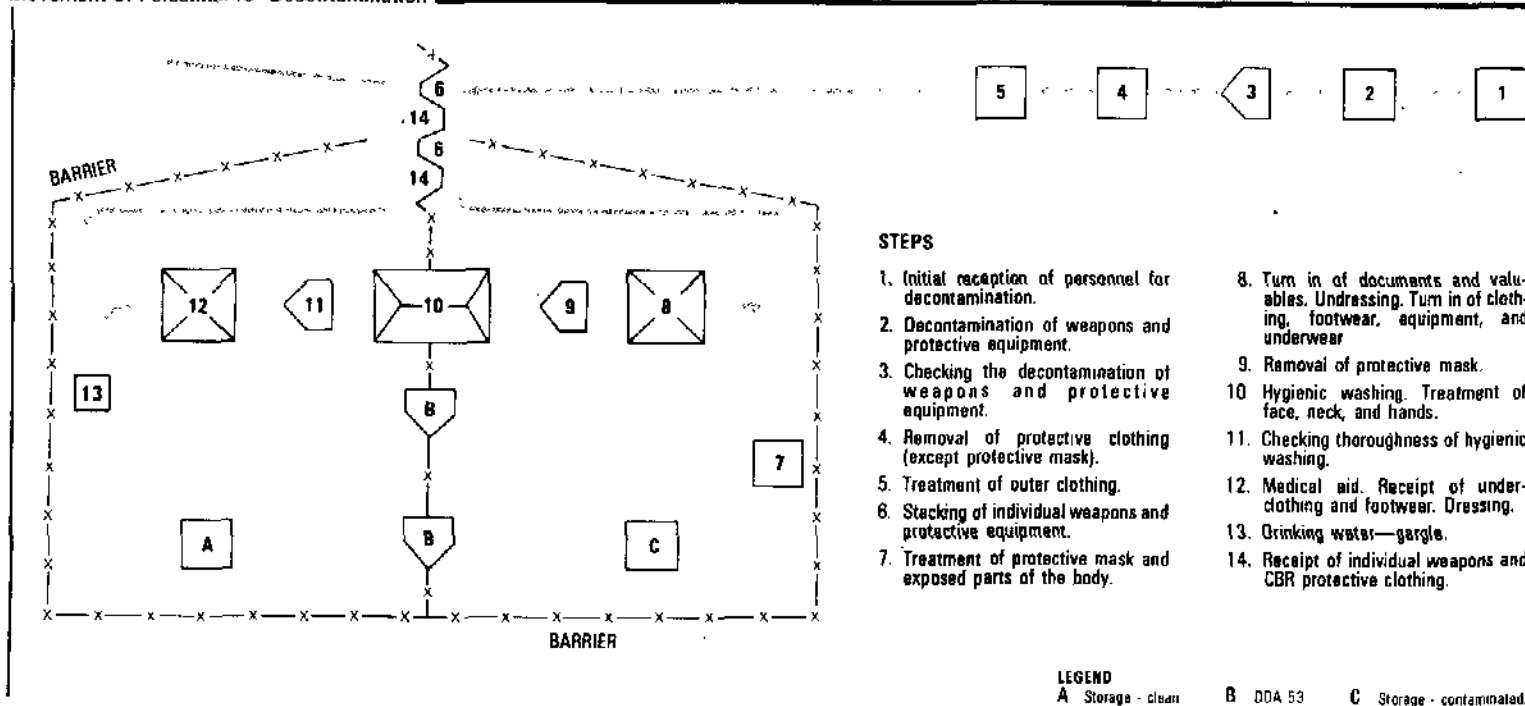 6
14
6
14
5
4
3
2
1
BARRIER
12
11
10
9
8
13
B
7
A
B
C
BARRIER
STEPS
1. Initial reception of personnel for
decontamination.
2. Decontamination of weapons and
protective equipment.
3. Checking the decontamination of
weapons and protective
equipment.
4. Removal of protective clothing
(except protective mask).
5. Treatment of outer clothing.
6. Stacking of individual weapons and
protective equipment.
7. Treatment of protective mask and
exposed parts of the body.
8. Turn in of documents and valu-
ables. Undressing. Turn in of cloth-
ing, footwear, equipment, and
underwear
9. Removal of protective mask.
10 Hygienic washing. Treatment of
face, neck, and hands.
11. Checking thoroughness of hygienic
washing.
12. Medical aid. Receipt of under-
clothing and footwear. Dressing.
13. Drinking water—gargle.
14. Receipt of individual weapons and
CBR protective clothing.
LEGEND
A Storage - clean B DDA 53 C Storage - contaminated